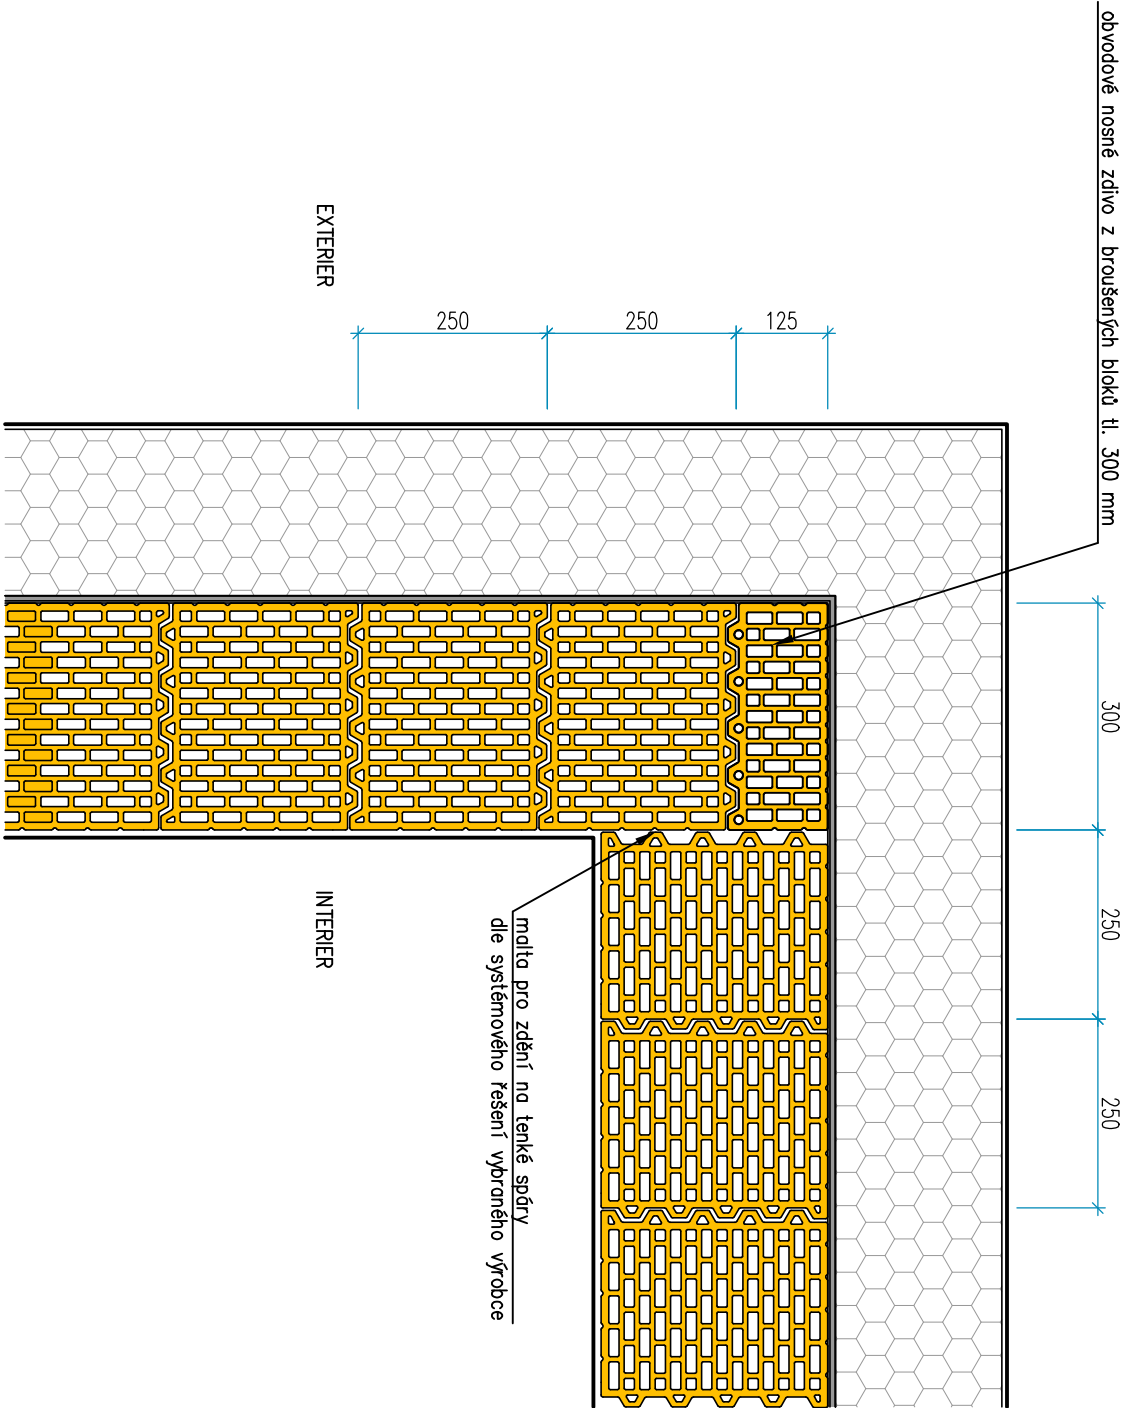 obvodové nosné zdivo z broušených bloků tl. 300 mm
EXTERIER
250
250
125
300
250
250
INTERIER
malta pro zdění na tenké spáry
dle systémového řešení vybraného výrobce